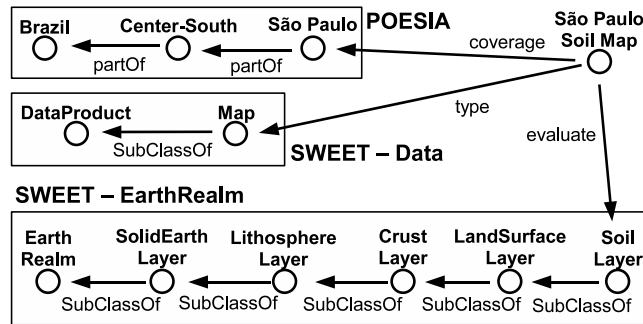 Brazil
Center-South
São Paulo
POESIA
partOf
partOf
coverage
São Paulo
Soil Map
DataProduct
Map
type
SubClassOf
SWEET – Data
evaluate
SWEET – EarthRealm
Earth
Realm
SolidEarth
Layer
Lithosphere
Layer
Crust
Layer
LandSurface
Layer
Soil
Layer
SubClassOf
SubClassOf
SubClassOf
SubClassOf
SubClassOf